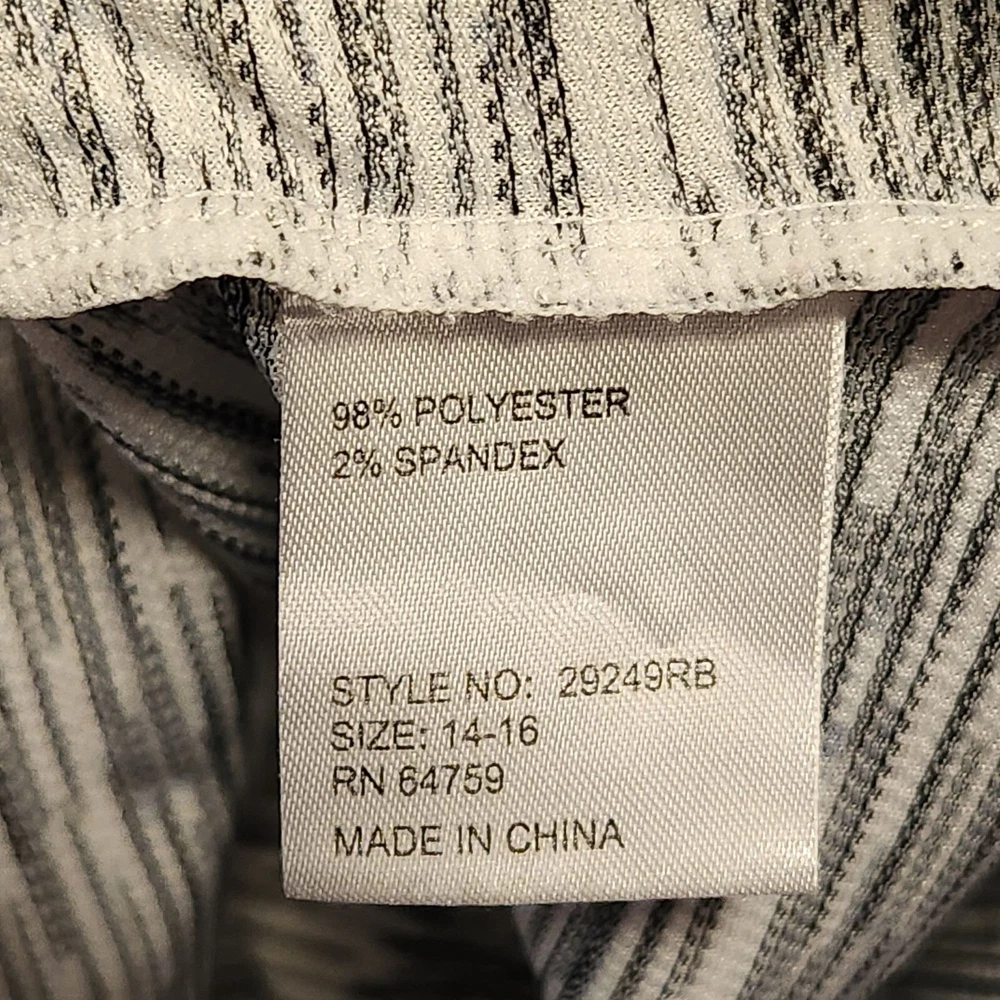 98% POLYESTER
2% SPANDEX
STYLE NO: 29249RB
SIZE: 14-16
RN 64759
MADE IN CHINA